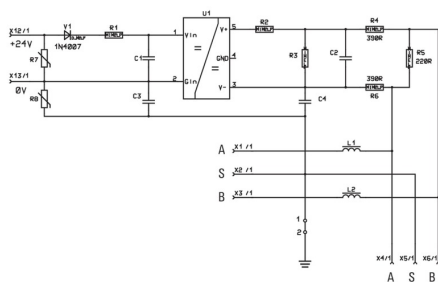 X12/1
+24V
V1
1N4007
R1
U1
1
Vin
V+
5
R2
R4
390R
R7
C1
GND
4
R3
C2
R5
220R
X13/1
2
Gin
V-
3
390R
R6
0V
R8
C3
C4
A
X1/1
L1
S
X2/1
B
X3/1
L2
1
2
X4/1
X5/1
X6/1
A
S
B